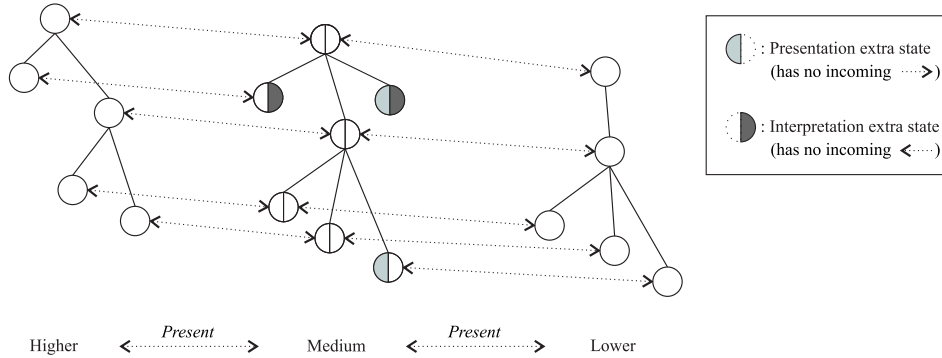 : Presentation extra state
(has no incoming ····>)
: Interpretation extra state
(has no incoming <····)
Present
Present
Higher
Medium
Lower